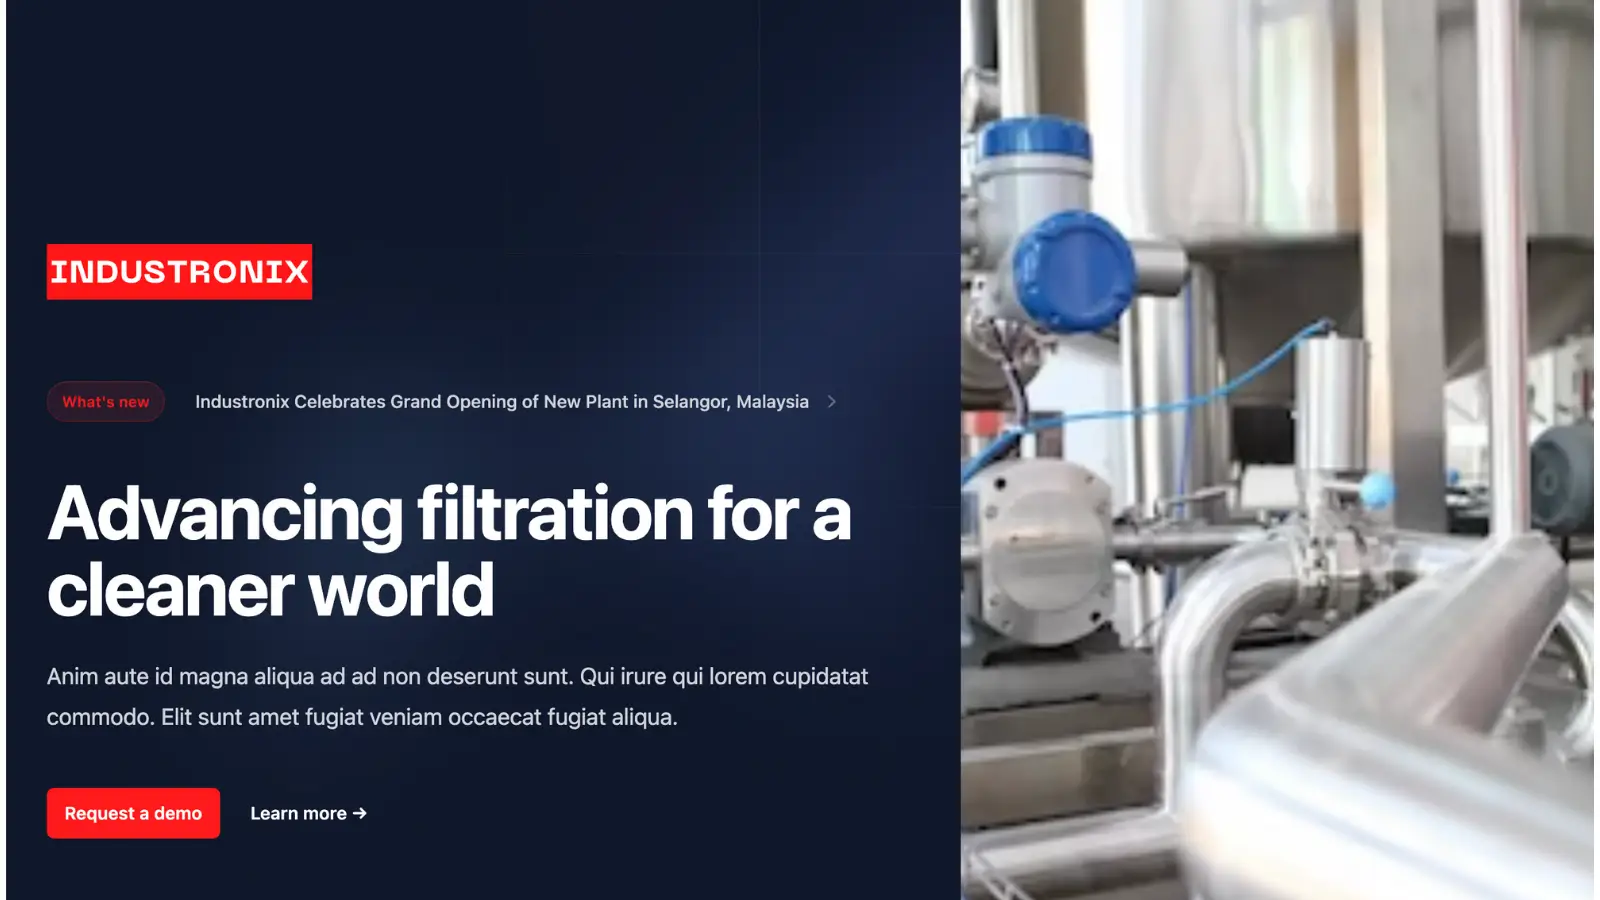 INDUSTRONIX
What's new
Industronix Celebrates Grand Opening of New Plant in Selangor, Malaysia
Advancing filtration for a
cleaner world
Anim aute id magna aliqua ad ad non deserunt sunt. Qui irure qui lorem cupidatat
commodo. Elit sunt amet fugiat veniam occaecat fugiat aliqua.
Request a demo
Learn more →